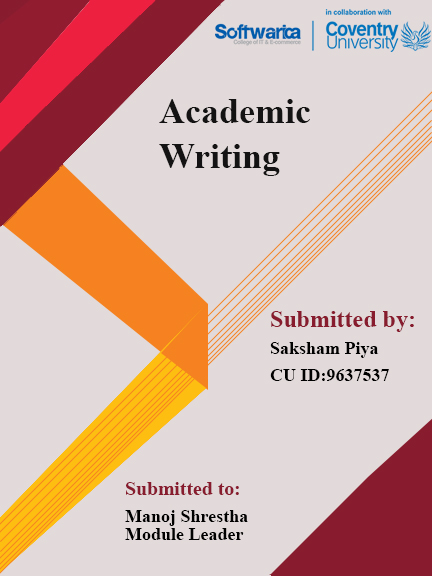 in collaboration with
Softwarica
College of IT & E-commerce
Coventry
University
Academic
Writing
Submitted by:
Saksham Piya
CU ID:9637537
Submitted to:
Manoj Shrestha
Module Leader